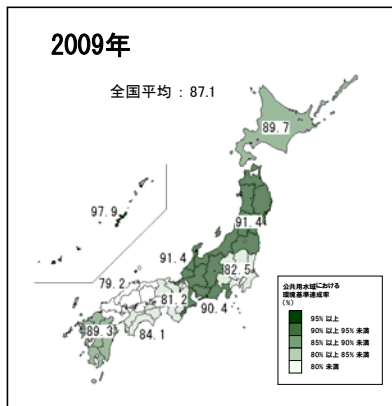 2009年
全国平均 : 87.1
89.7
97.9
91.4
91.4
82.5
79.2
81.2
90.4
89.3
84.1
公共用水域における
環境基準達成率
(%)
95% 以上
90% 以上 95% 未満
85% 以上 90% 未満
80% 以上 85% 未満
80% 未満